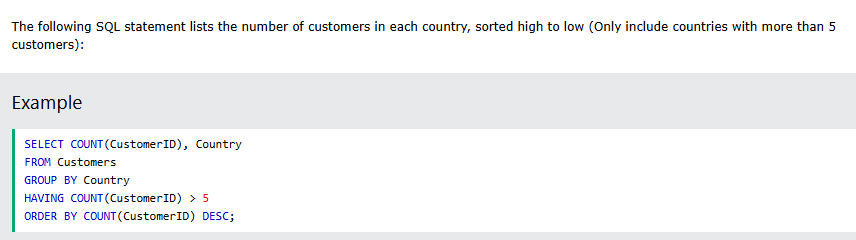 The following SQL statement lists the number of customers in each country, sorted high to low (Only include countries with more than 5
customers):
Example
SELECT COUNT(CustomerID), Country
FROM Customers
GROUP BY Country
HAVING COUNT(CustomerID) > 5
ORDER BY COUNT(CustomerID) DESC;